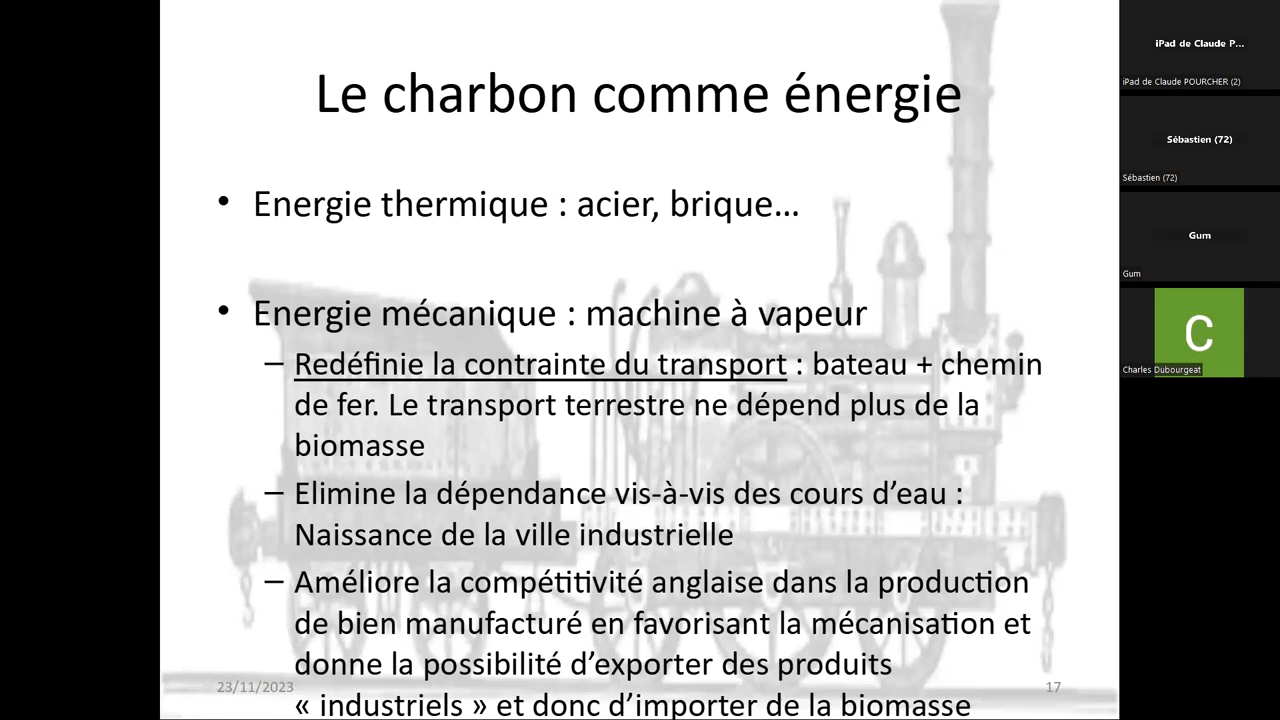 Le charbon comme énergie
• Energie thermique : acier, brique…
• Energie mécanique : machine à vapeur
– Redéfinie la contrainte du transport : bateau + chemin
de fer. Le transport terrestre ne dépend plus de la
biomasse
– Elimine la dépendance vis-à-vis des cours d’eau :
Naissance de la ville industrielle
– Améliore la compétitivité anglaise dans la production
de bien manufacturé en favorisant la mécanisation et
donne la possibilité d’exporter des produits
« industriels » et donc d’importer de la biomasse
23/11/2023
17
iPad de Claude P...
iPad de Claude POURCHER (2)
Sébastien (72)
Sébastien (72)
Gum
Gum
C
Charles Dubourgeat